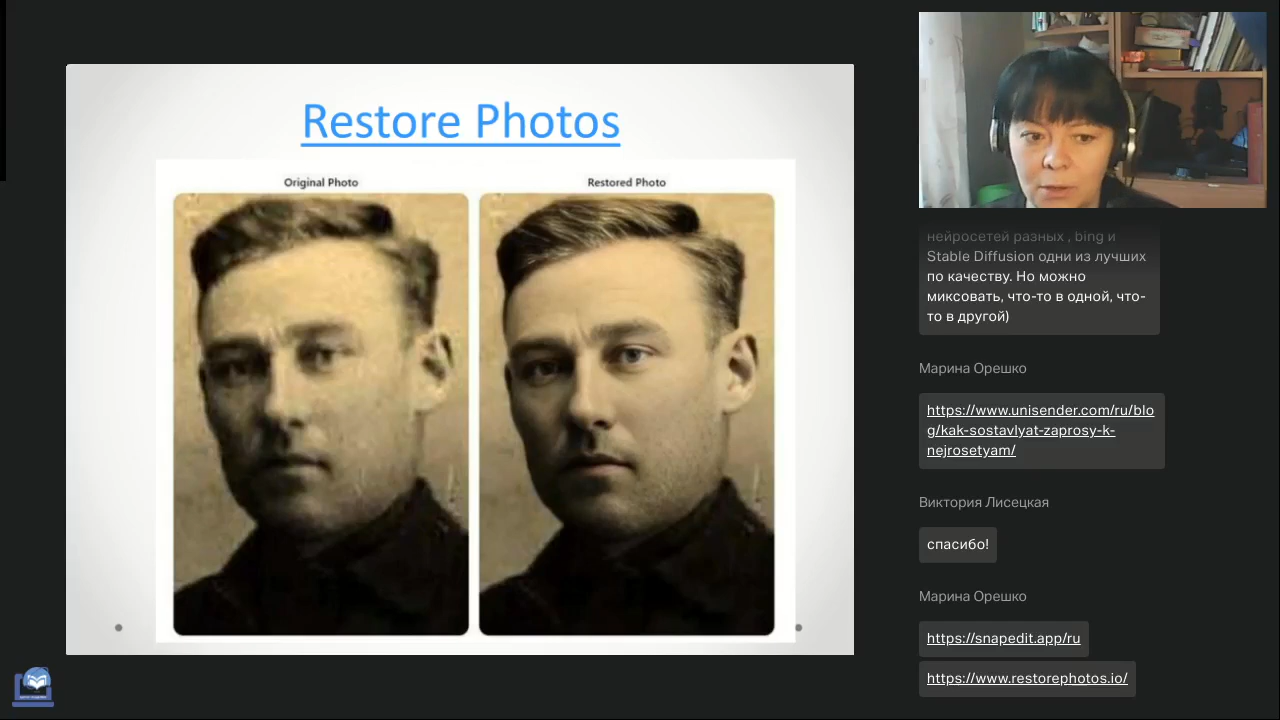 Restore Photos
Original Photo
Restored Photo
нейросетей разных , bing и
Stable Diffusion одни из лучших
по качеству. Но можно
миксовать, что-то в одной, что-
то в другой)
Марина Орешко
https://www.unisender.com/ru/blo
g/kak-sostavlyat-zaprosy-k-
nejrosetyam/
Виктория Лисецкая
спасибо!
Марина Орешко
https://snapedit.app/ru
https://www.restorephotos.io/